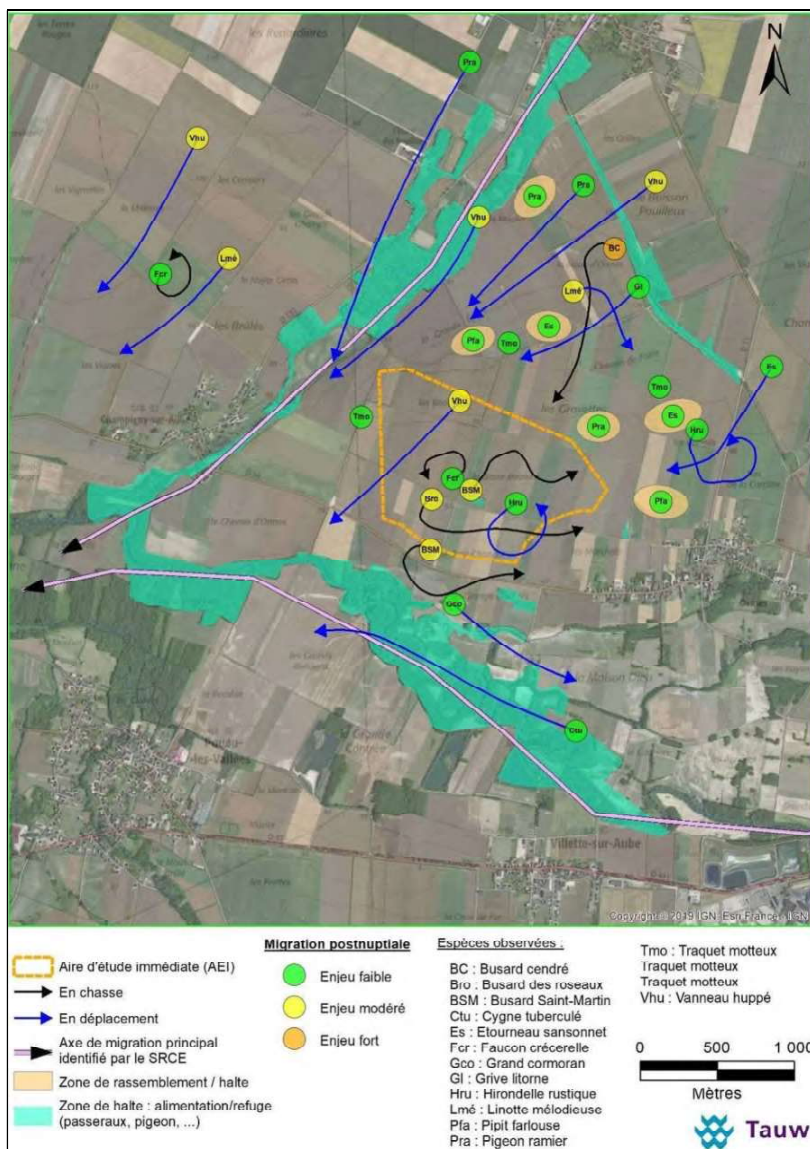 N
Pra
Vhu
Pra
Vhu
Pra
Vhu
BC
Fcr
Lmé
Lmé
Gl
Pfa
Tmo
Es
Es
Tmo
Es
Pra
Hru
Tmo
Vhu
Fcr
BSM
Bro
Hru
Pfa
BSM
Gco
la Maison Dieu
Ctu
Villette-sur-Aube
Copyright:© 2019 IGN; Esri France; IGN
Aire d'étude immédiate (AEI)
En chasse
En déplacement
Axe de migration principal
identifié par le SRCE
Zone de rassemblement / halte
Zone de halte : alimentation/refuge
(passeraux, pigeon, ...)
Migration postnuptiale
Enjeu faible
Enjeu modéré
Enjeu fort
Espèces observées :
BC : Busard cendré
Bro : Busard des roseaux
BSM : Busard Saint-Martin
Ctu : Cygne tuberculé
Es : Etourneau sansonnet
Fcr : Faucon crécerelle
Gco : Grand cormoran
Gl : Grive litorne
Hru : Hirondelle rustique
Lmé : Linotte mélodieuse
Pfa : Pipit farlouse
Pra : Pigeon ramier
Tmo : Traquet motteux
Traquet motteux
Traquet motteux
Vhu : Vanneau huppé
0 500 1 000
Mètres
Tauw